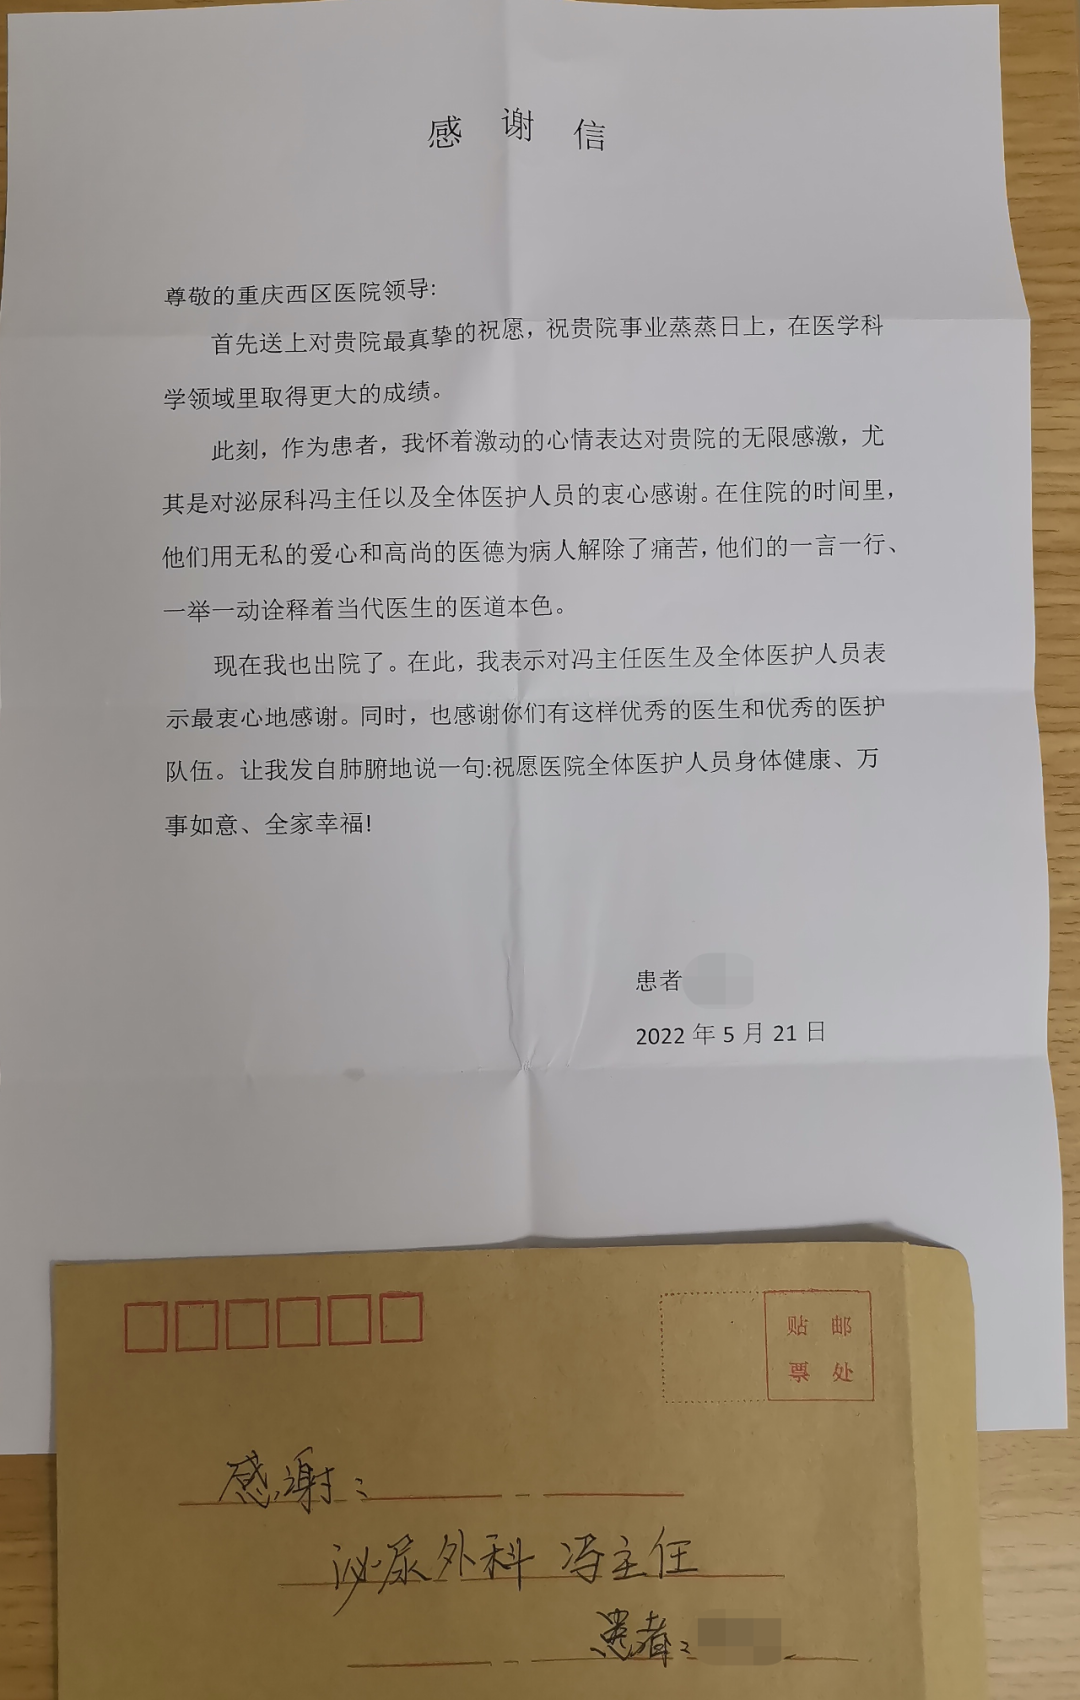 感谢信
尊敬的重庆西区医院领导:
首先送上对贵院最真挚的祝愿，祝贵院事业蒸蒸日上，在医学科
学领域里取得更大的成绩。
此刻，作为患者，我怀着激动的心情表达对贵院的无限感激，尤
其是对泌尿科冯主任以及全体医护人员的衷心感谢。在住院的时间里，
他们用无私的爱心和高尚的医德为病人解除了痛苦，他们的一言一行、
一举一动诠释着当代医生的医道本色。
现在我也出院了。在此，我表示对冯主任医生及全体医护人员表
示最衷心地感谢。同时，也感谢你们有这样优秀的医生和优秀的医护
队伍。让我发自肺腑地说一句:祝愿医院全体医护人员身体健康、万
事如意、全家幸福!
患者
2022年5月21日
贴邮
票处
感谢：
泌尿外科 冯主任
患者：